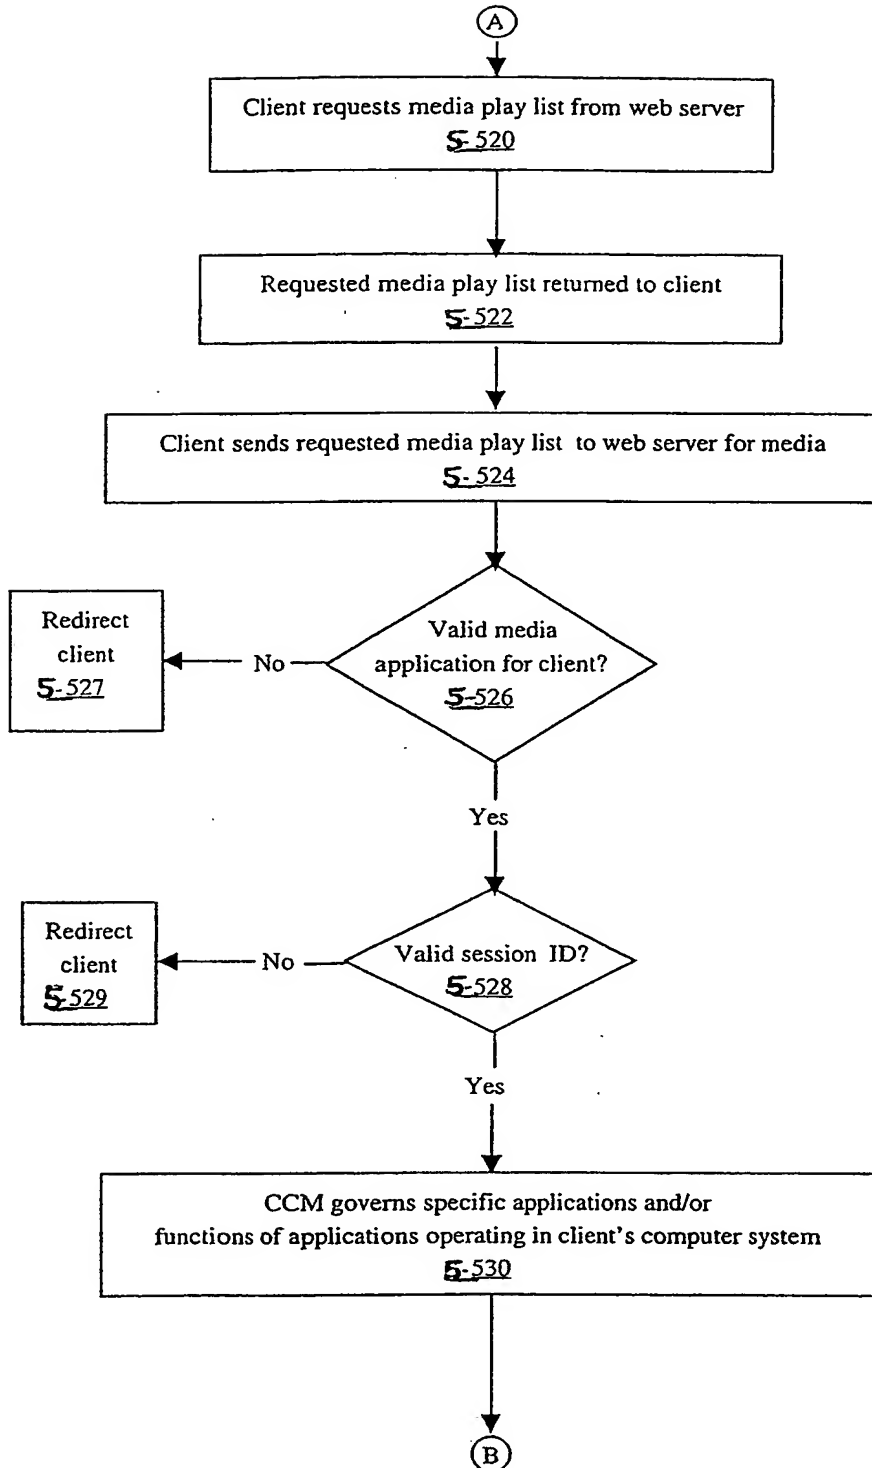 A
Client requests media play list from web server
5-520
Requested media play list returned to client
5-522
Client sends requested media play list to web server for media
5-524
Valid media
application for client?
5-526
No
Redirect
client
5-527
Yes
Valid session ID?
5-528
No
Redirect
client
5-529
Yes
CCM governs specific applications and/or
functions of applications operating in client's computer system
5-530
B